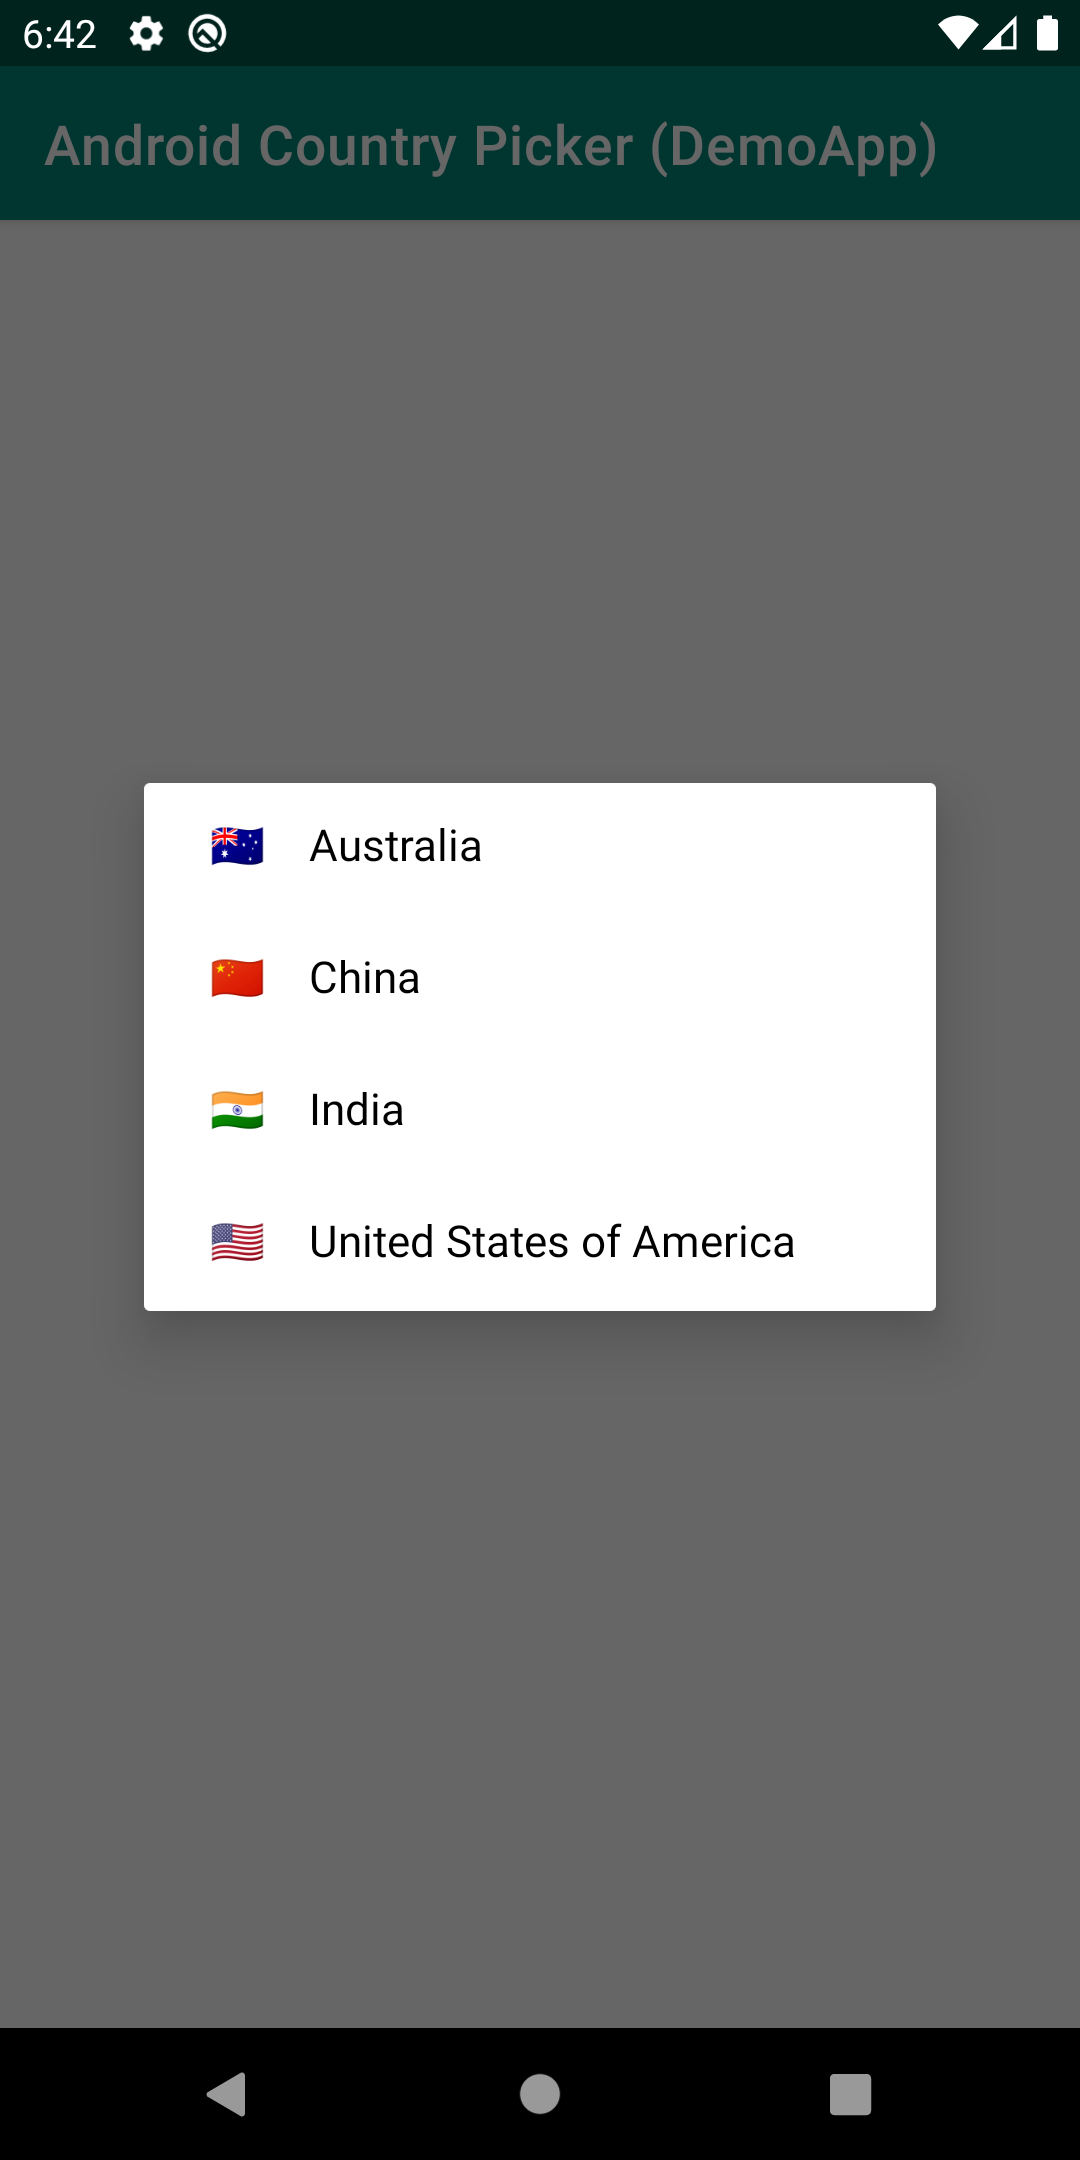 6:42
Android Country Picker (DemoApp)
Australia
China
India
United States of America